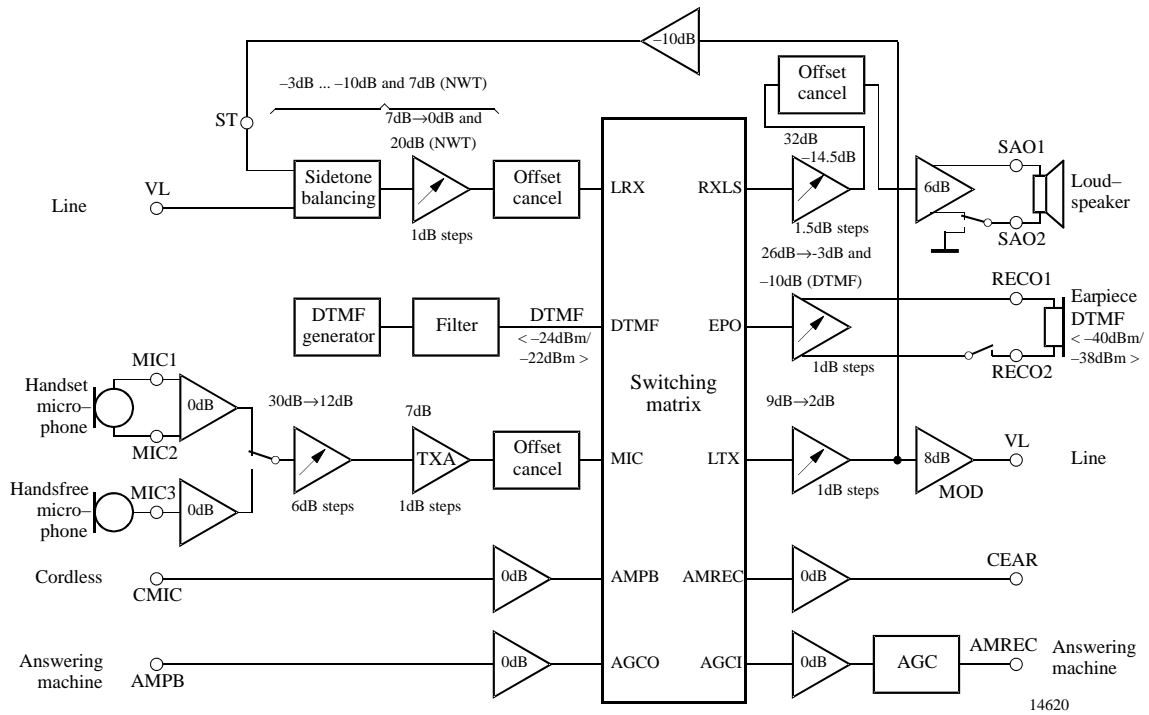 –10dB
–3dB ... –10dB and 7dB (NWT)
7dB→0dB and
20dB (NWT)
ST
VL
Line
Sidetone
balancing
1dB steps
Offset
cancel
LRX
RXLS
32dB
–14.5dB
1.5dB steps
Offset
cancel
6dB
SAO1
SAO2
Loud–
speaker
DTMF
generator
Filter
DTMF
< –24dBm/
–22dBm >
DTMF
EPO
26dB→-3dB and
–10dB (DTMF)
1dB steps
RECO1
RECO2
Earpiece
DTMF
< –40dBm/
–38dBm >
Switching
matrix
Handset
micro–
phone
MIC1
MIC2
0dB
Handsfree
micro–
phone
MIC3
0dB
30dB→12dB
6dB steps
7dB
TXA
1dB steps
Offset
cancel
MIC
LTX
9dB→2dB
1dB steps
8dB
MOD
VL
Line
Cordless
CMIC
0dB
AMPB
AMREC
0dB
CEAR
Answering
machine
AMPB
0dB
AGCO
AGCI
0dB
AGC
AMREC
Answering
machine
14620